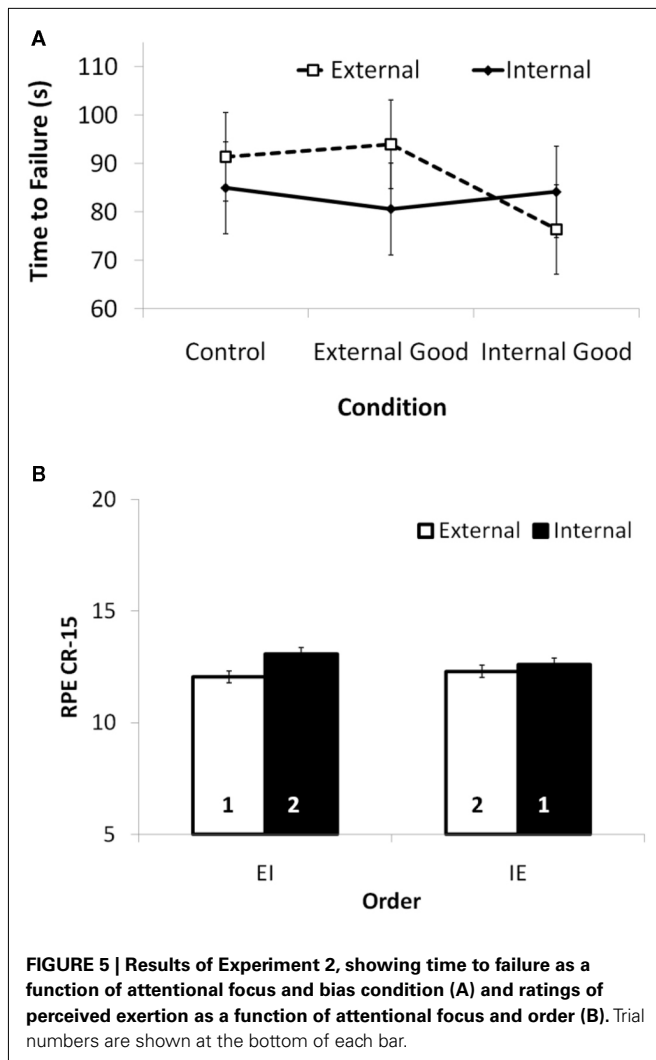 A
110
100
90
80
70
60
Time to Failure (s)
External
Internal
Control
External Good
Internal Good
Condition
B
20
15
10
5
RPE CR-15
External
Internal
1
2
2
1
EI
IE
Order
FIGURE 5 | Results of Experiment 2, showing time to failure as a
function of attentional focus and bias condition (A) and ratings of
perceived exertion as a function of attentional focus and order (B). Trial
numbers are shown at the bottom of each bar.